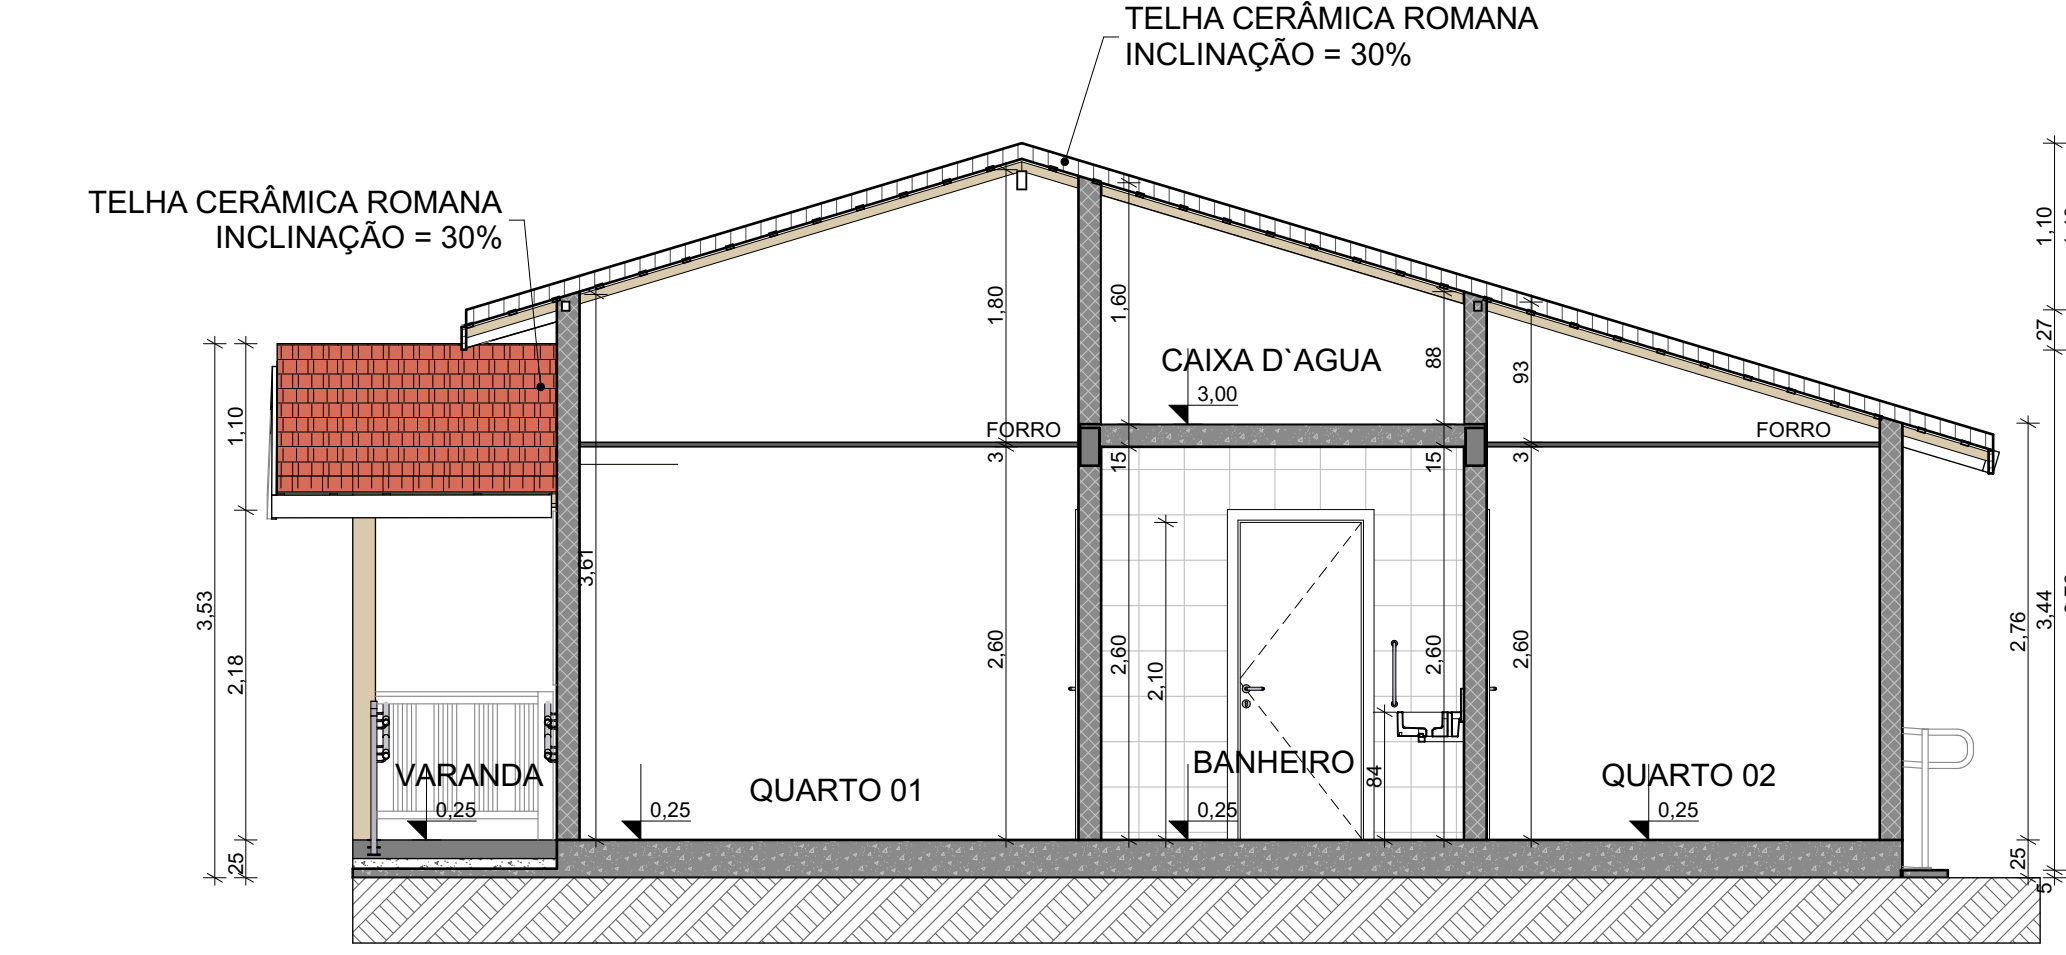 TELHA CERÂMICA ROMANA
INCLINAÇÃO = 30%
TELHA CERÂMICA ROMANA
INCLINAÇÃO = 30%
1,10
27
1,80
1,60
CAIXA D`AGUA
3,00
88
93
1,10
FORRO
FORRO
3
15
15
3
3,61
3,53
2,18
2,60
2,60
2,10
2,60
2,60
2,76
3,44
VARANDA
0,25
QUARTO 01
0,25
BANHEIRO
0,25
84
QUARTO 02
0,25
25
25
5